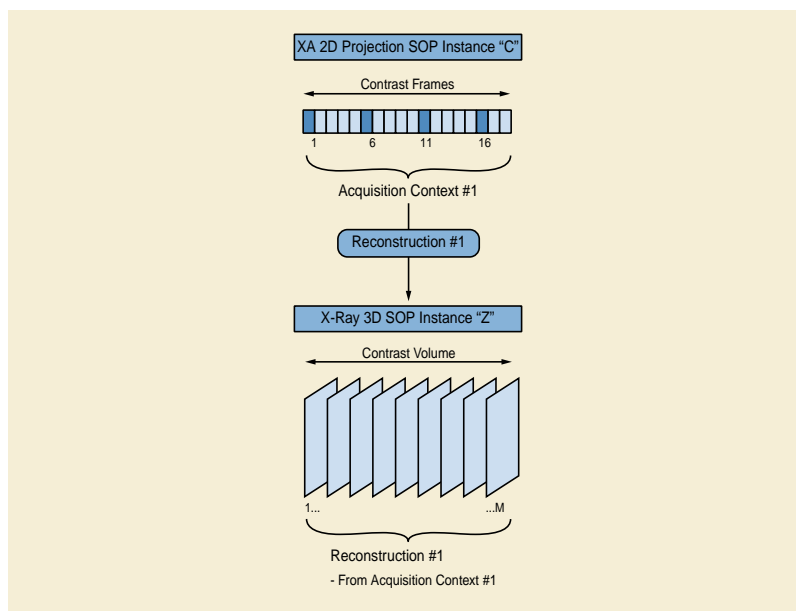 XA 2D Projection SOP Instance “C”
Contrast Frames
1 6 11 16
Acquisition Context #1
Reconstruction #1
X-Ray 3D SOP Instance “Z”
Contrast Volume
1... ...M
Reconstruction #1
- From Acquisition Context #1